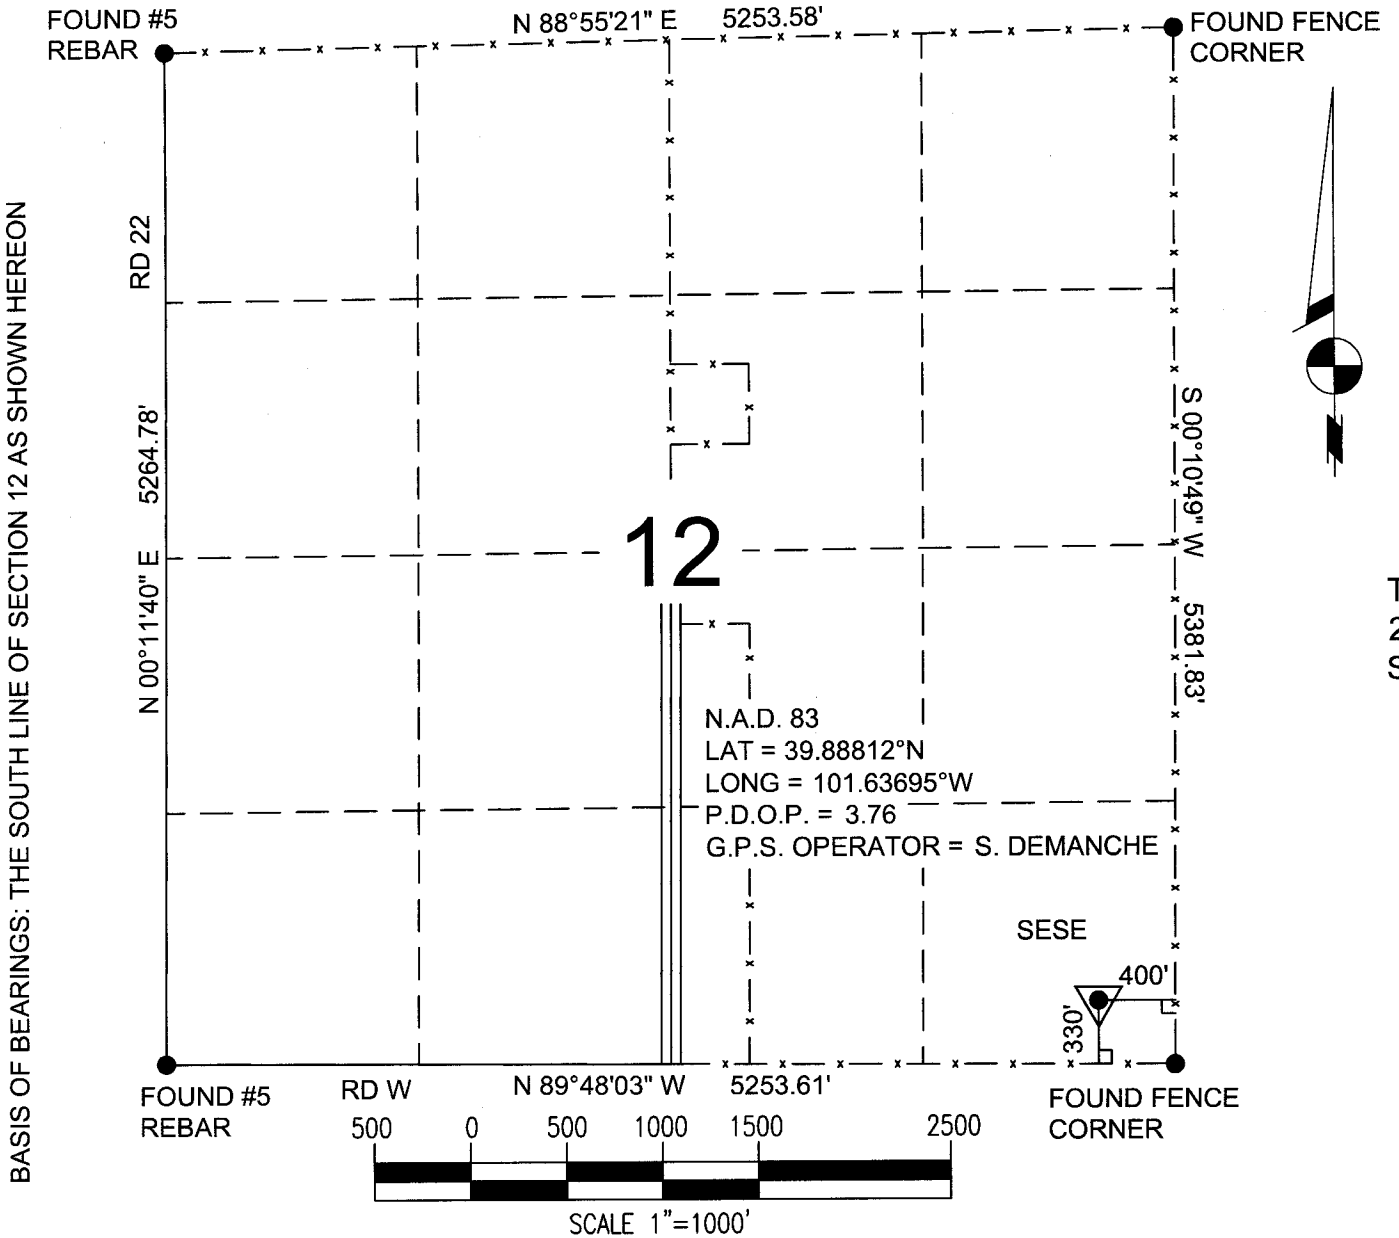 FOUND #5
REBAR
N 88°55'21" E 5253.58'
FOUND FENCE
CORNER
BASIS OF BEARINGS: THE SOUTH LINE OF SECTION 12 AS SHOWN HEREON
RD 22
N 00°11'40" E 5264.78'
S 00°10'49" W 5381.83'
12
T
2
S
N.A.D. 83
LAT = 39.88812°N
LONG = 101.63695°W
P.D.O.P. = 3.76
G.P.S. OPERATOR = S. DEMANCHE
SESE
400'
330'
FOUND #5
REBAR
RD W
N 89°48'03" W 5253.61'
FOUND FENCE
CORNER
500 0 500 1000 1500 2500
SCALE 1"=1000'